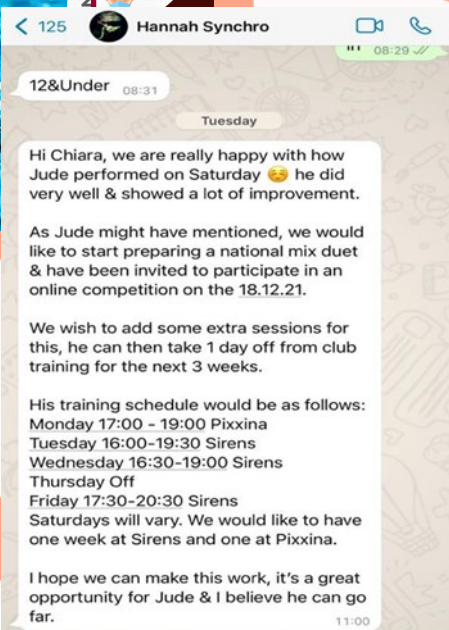 125
Hannah Synchro
08:29
12&Under 08:31
Tuesday
Hi Chiara, we are really happy with how
Jude performed on Saturday ☺️ he did
very well & showed a lot of improvement.
As Jude might have mentioned, we would
like to start preparing a national mix duet
& have been invited to participate in an
online competition on the 18.12.21.
We wish to add some extra sessions for
this, he can then take 1 day off from club
training for the next 3 weeks.
His training schedule would be as follows:
Monday 17:00 - 19:00 Pixxina
Tuesday 16:00-19:30 Sirens
Wednesday 16:30-19:00 Sirens
Thursday Off
Friday 17:30-20:30 Sirens
Saturdays will vary. We would like to have
one week at Sirens and one at Pixxina.
I hope we can make this work, it's a great
opportunity for Jude & I believe he can go
far. 11:00